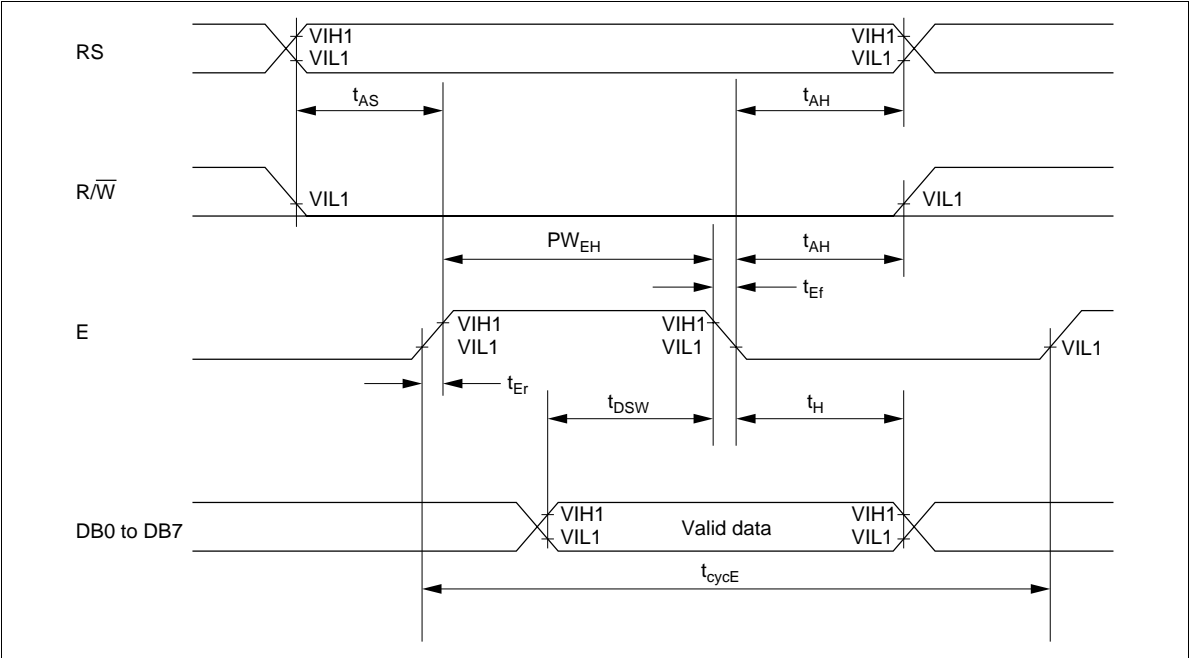 RS
VIH1
VIL1
VIH1
VIL1
tAS
tAH
R/W̅
VIL1
VIL1
PWEH
tAH
tEf
E
VIH1
VIL1
VIH1
VIL1
VIL1
tEr
tDSW
tH
DB0 to DB7
VIH1
VIL1
Valid data
VIH1
VIL1
tcycE